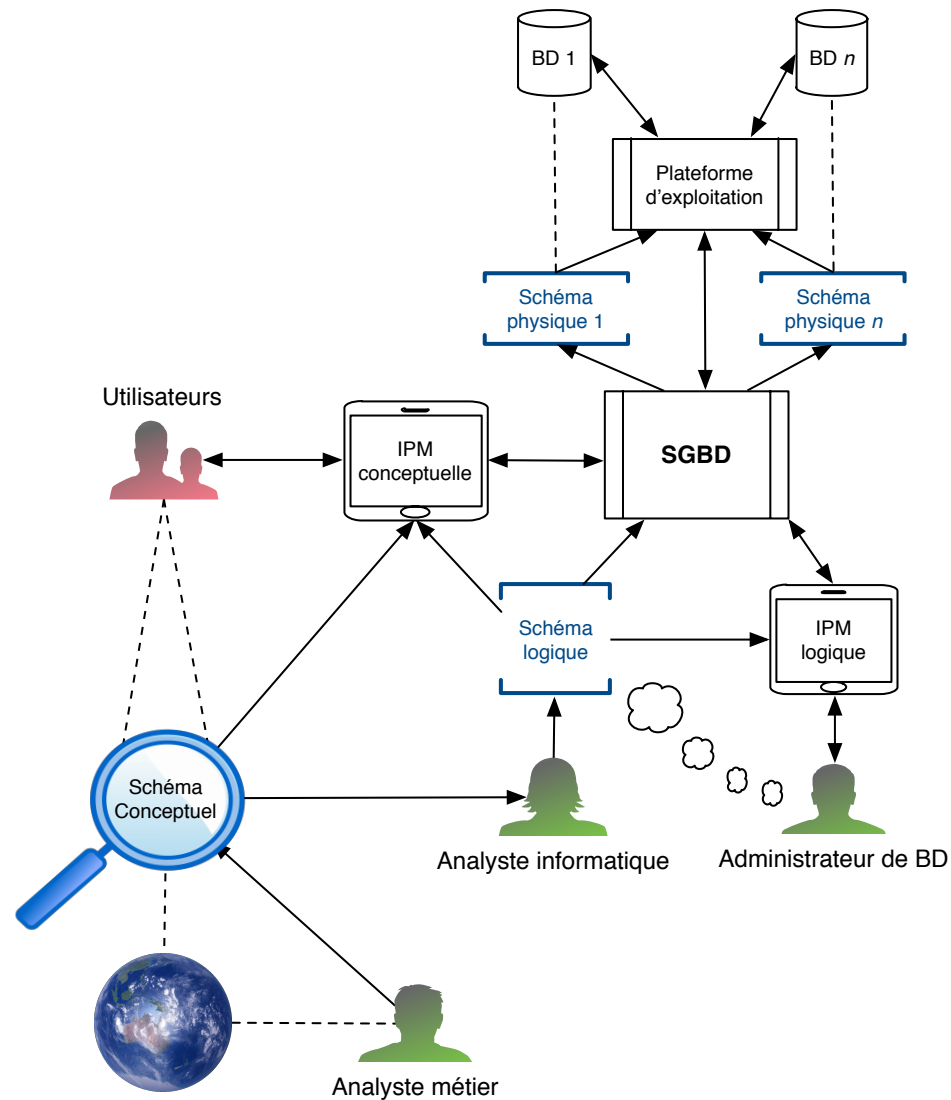 BD 1
BD n
Plateforme
d'exploitation
Schéma
physique 1
Schéma
physique n
Utilisateurs
IPM
conceptuelle
SGBD
Schéma
logique
IPM
logique
Schéma
Conceptuel
Analyste informatique
Administrateur de BD
Analyste métier